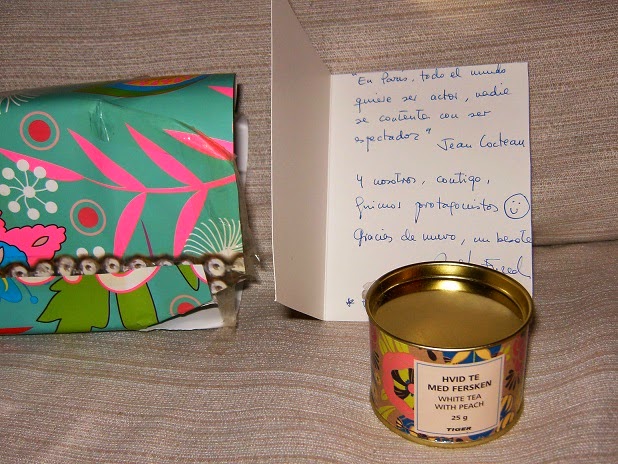 "En Paris, todo el mundo
quiere ser actor, nadie
se contenta con ser
espectador"
Jean Cocteau
Y nosotros, contigo,
fuimos protagonistas
Gracias de nuevo, un besote
*
HVID TE
MED FERSKEN
WHITE TEA
WITH PEACH
25 g
TIGER